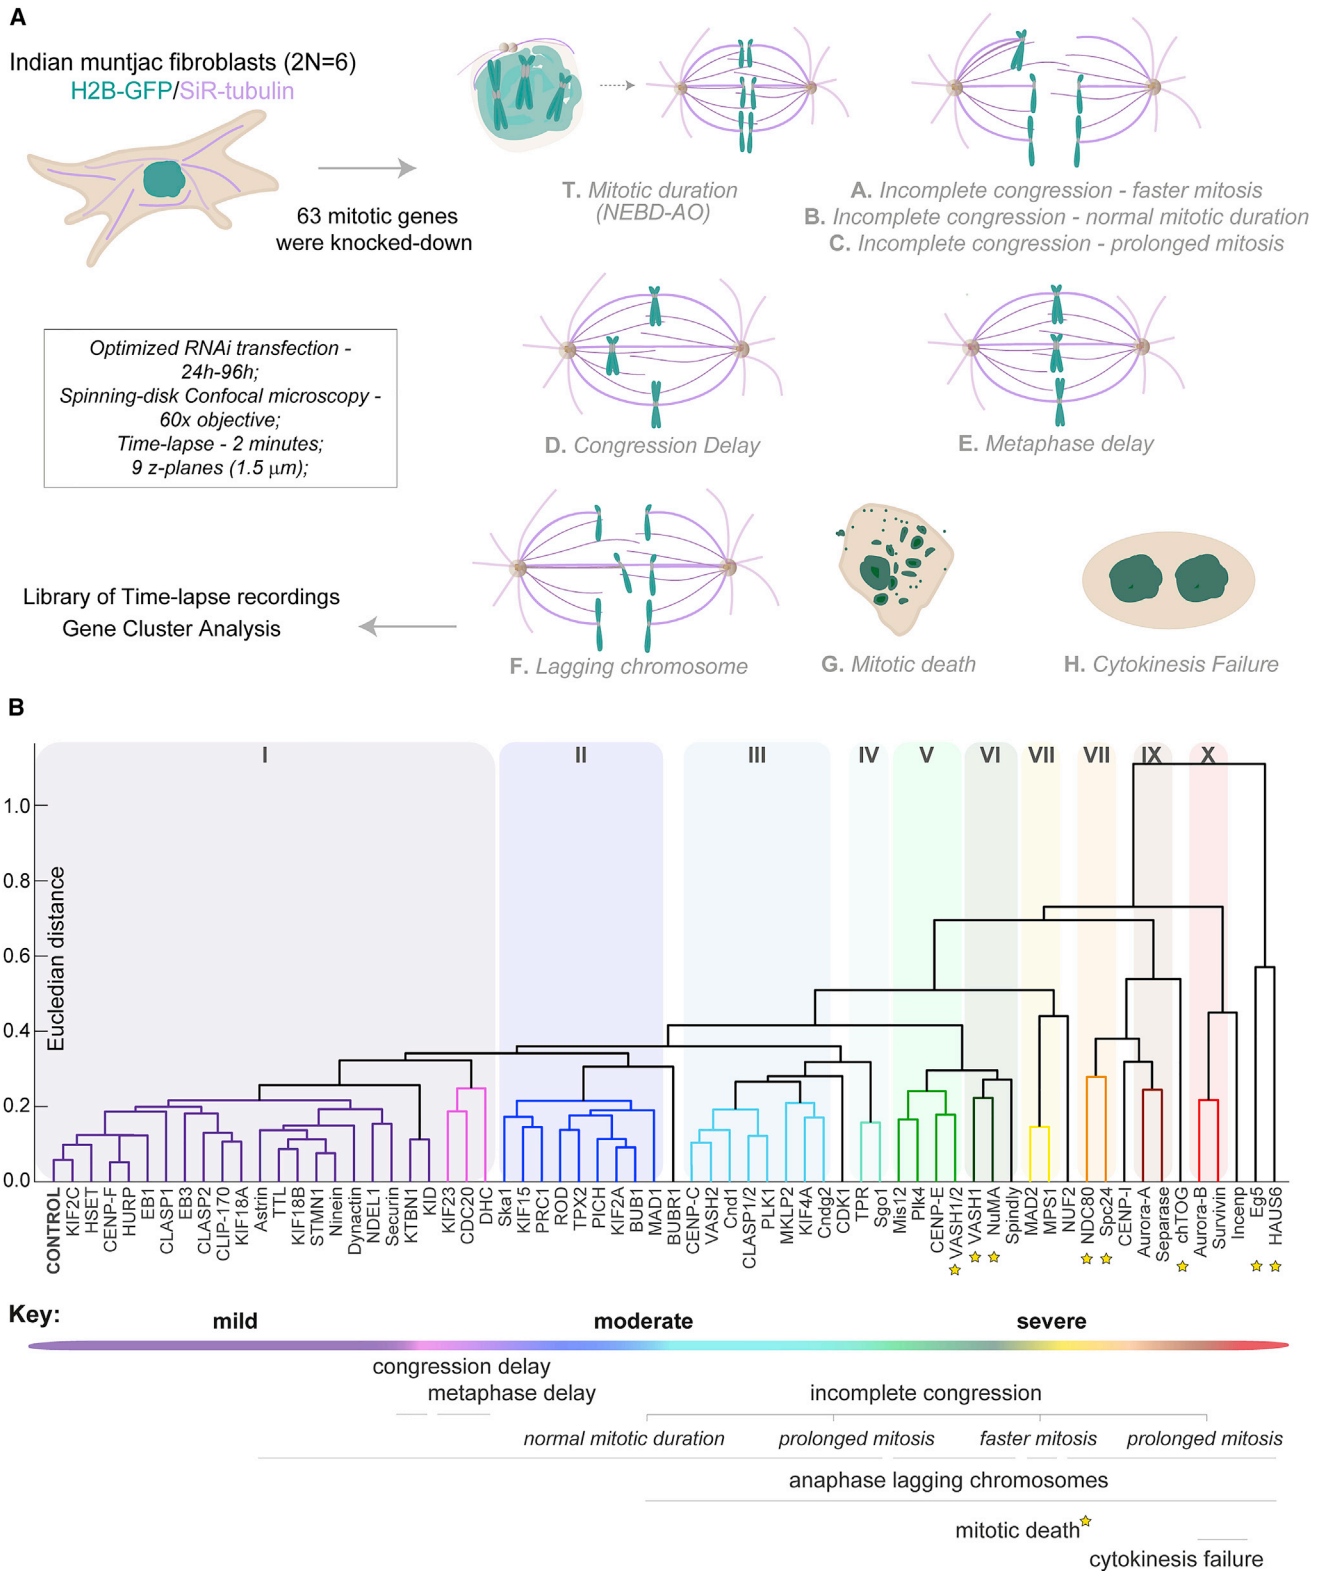 A
Indian muntjac fibroblasts (2N=6)
H2B-GFP/SiR-tubulin
63 mitotic genes
were knocked-down
T. Mitotic duration
(NEBD-AO)
A. Incomplete congression - faster mitosis
B. Incomplete congression - normal mitotic duration
C. Incomplete congression - prolonged mitosis
Optimized RNAi transfection -
24h-96h;
Spinning-disk Confocal microscopy -
60x objective;
Time-lapse - 2 minutes;
9 z-planes (1.5 μm);
D. Congression Delay
E. Metaphase delay
Library of Time-lapse recordings
Gene Cluster Analysis
F. Lagging chromosome
G. Mitotic death
H. Cytokinesis Failure
B
I
II
III
IV
V
VI
VII
VII
IX
X
Eucledian distance
1.0
0.8
0.6
0.4
0.2
0.0
CONTROL
KIF2C
HSET
CENP-F
HURP
EB1
CLASP1
EB3
CLASP2
CLIP-170
KIF18A
Astrin
TTL
KIF18B
STMN1
Ninein
Dynactin
NDEL1
Securin
KTBN1
KID
KIF23
CDC20
DHC
Ska1
KIF15
PRC1
ROD
TPX2
PICH
KIF2A
BUB1
MAD1
BUBR1
CENP-C
VASH2
Cnd1
CLASP1/2
PLK1
MKLP2
KIF4A
Cndg2
CDK1
TPR
Sgo1
Mis12
Plk4
CENP-E
VASH1/2
VASH1
NuMA
Spindly
MAD2
MPS1
NUF2
NDC80
Spc24
CENP-I
Aurora-A
Separase
chTOG
Aurora-B
Survivin
Incenp
Eg5
HAUS6
Key:
mild
moderate
severe
congression delay
metaphase delay
incomplete congression
normal mitotic duration
prolonged mitosis
faster mitosis
prolonged mitosis
anaphase lagging chromosomes
mitotic death
cytokinesis failure